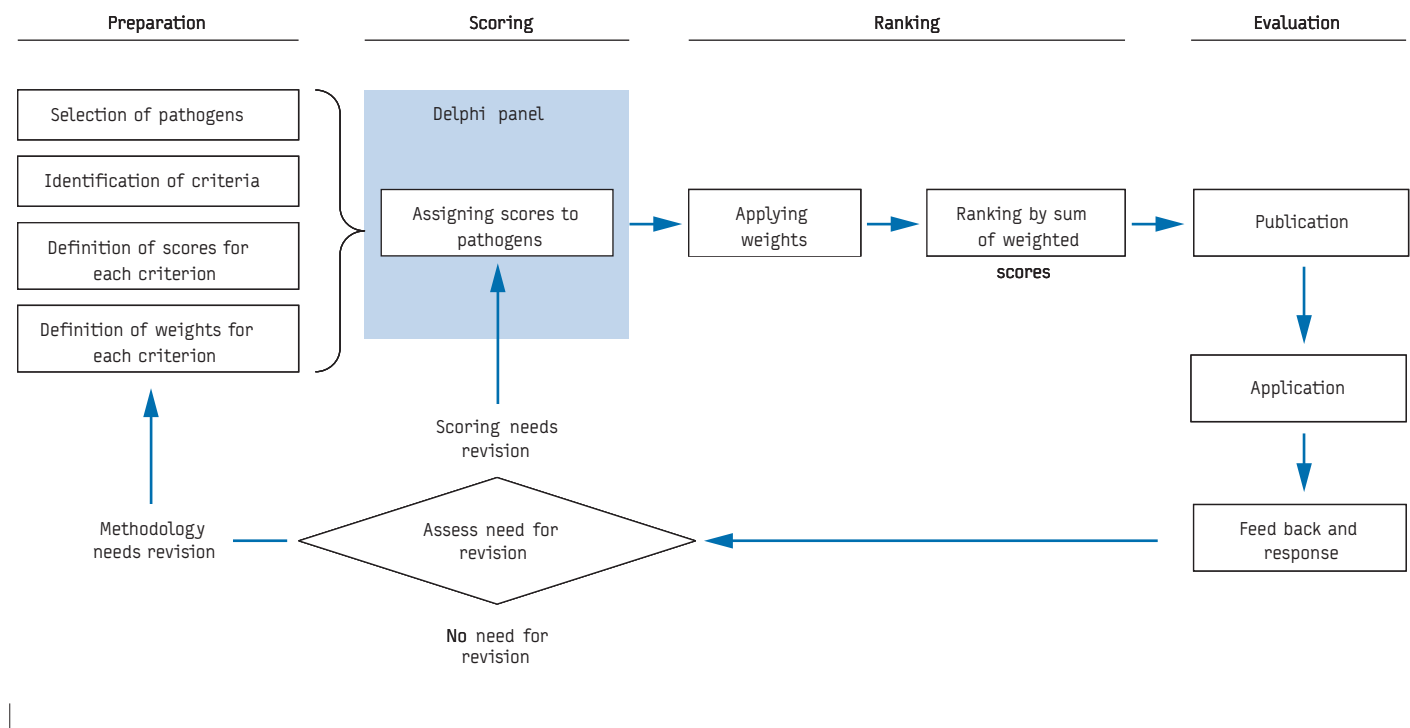 Preparation
Scoring
Ranking
Evaluation
Selection of pathogens
Identification of criteria
Definition of scores for
each criterion
Definition of weights for
each criterion
Delphi panel
Assigning scores to
pathogens
Applying
weights
Ranking by sum
of weighted
scores
Publication
Application
Feed back and
response
Scoring needs
revision
Assess need for
revision
Methodology
needs revision
No need for
revision